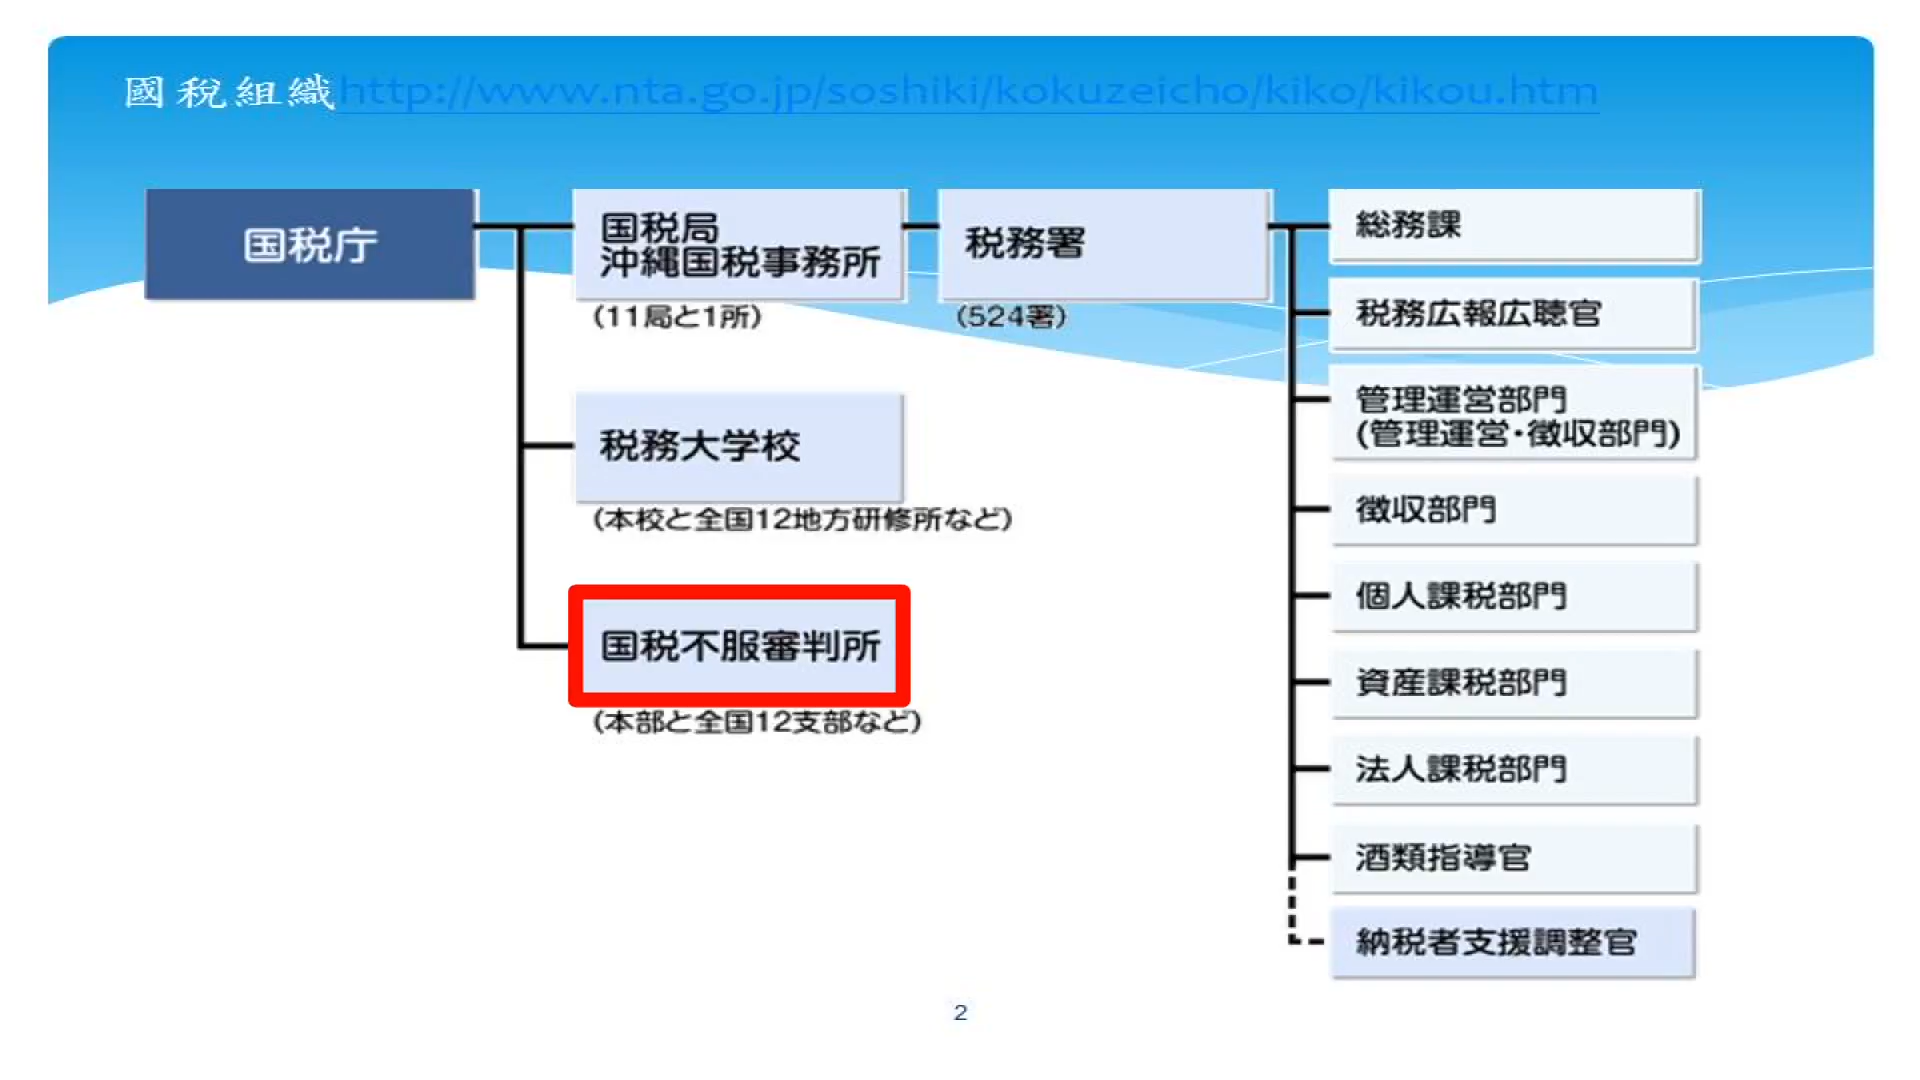 國稅組織http://www.nta.go.jp/soshiki/kokuzeicho/kiko/kikou.htm
国税庁
国税局
沖縄国税事務所
(11局と1所)
税務署
(524署)
税務大学校
(本校と全国12地方研修所など)
国税不服審判所
(本部と全国12支部など)
総務課
税務広報広聴官
管理運営部門
(管理運営・徴収部門)
徴収部門
個人課税部門
資産課税部門
法人課税部門
酒類指導官
納税者支援調整官
2